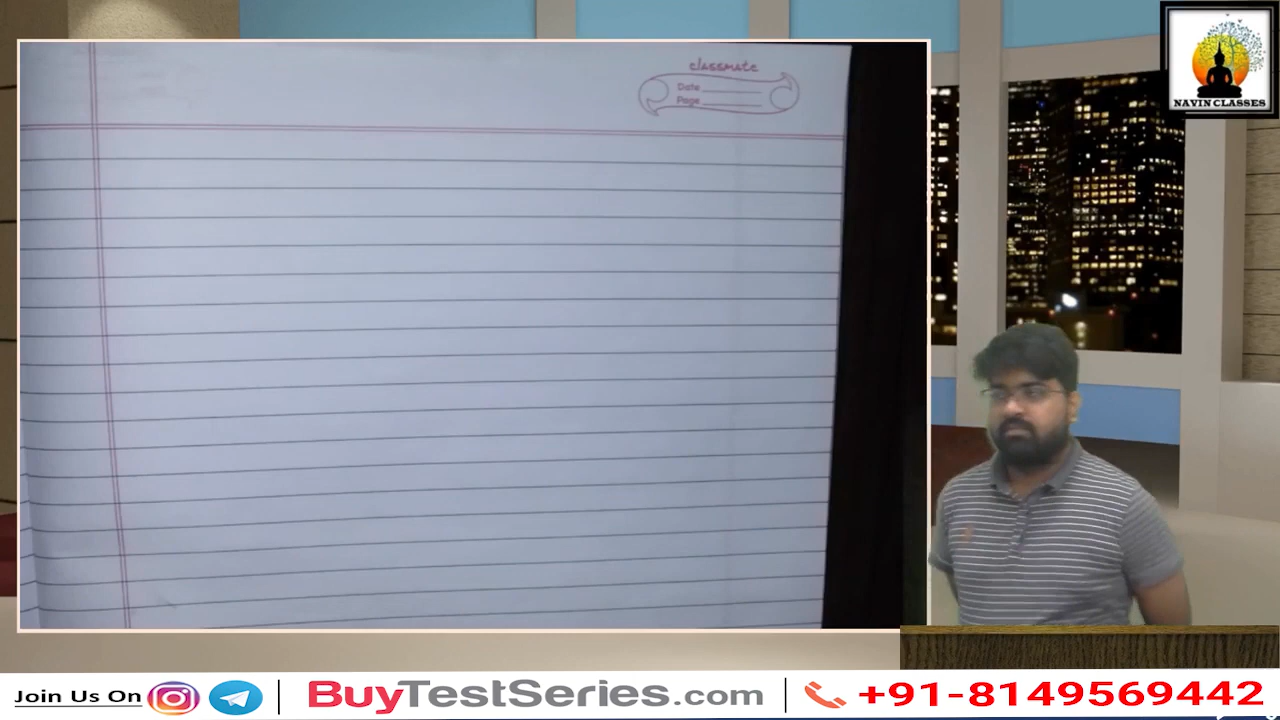 classmate
Date
Page
NAVIN CLASSES
Join Us On BuyTestSeries.com +91-8149569442